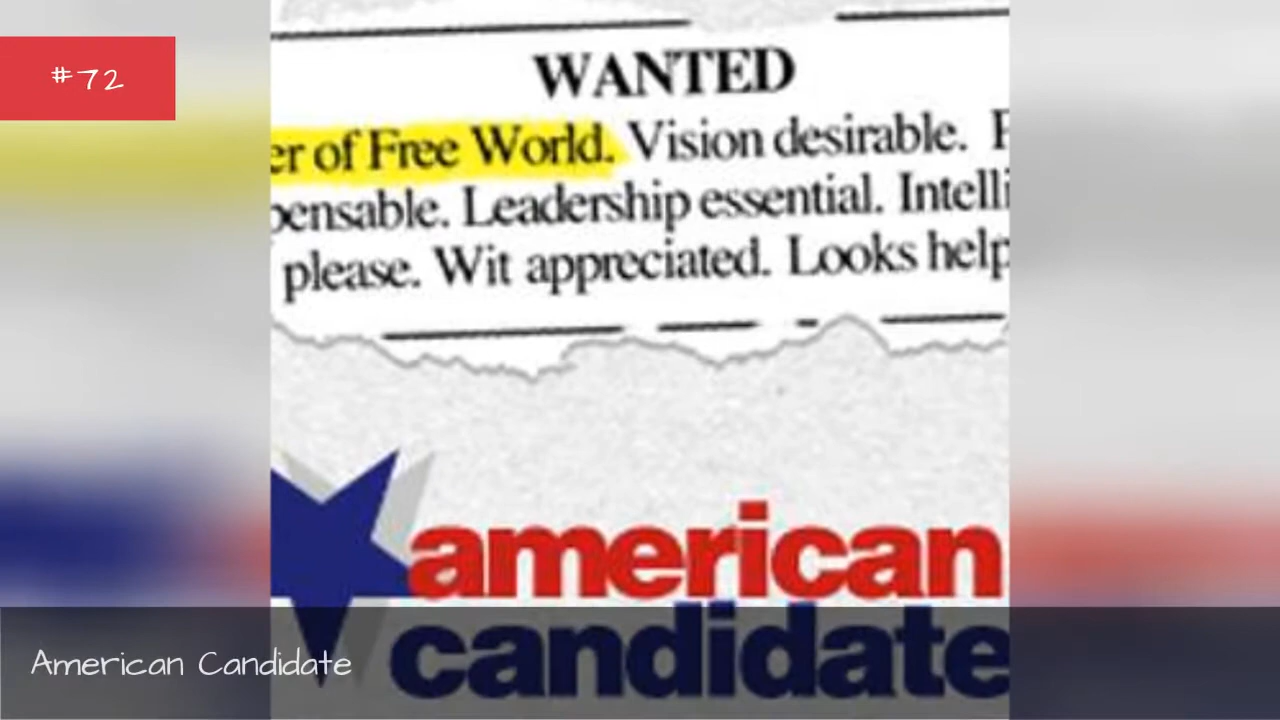 #72
WANTED
er of Free World. Vision desirable. P
pensable. Leadership essential. Intelli
please. Wit appreciated. Looks help
american
candidate
American Candidate